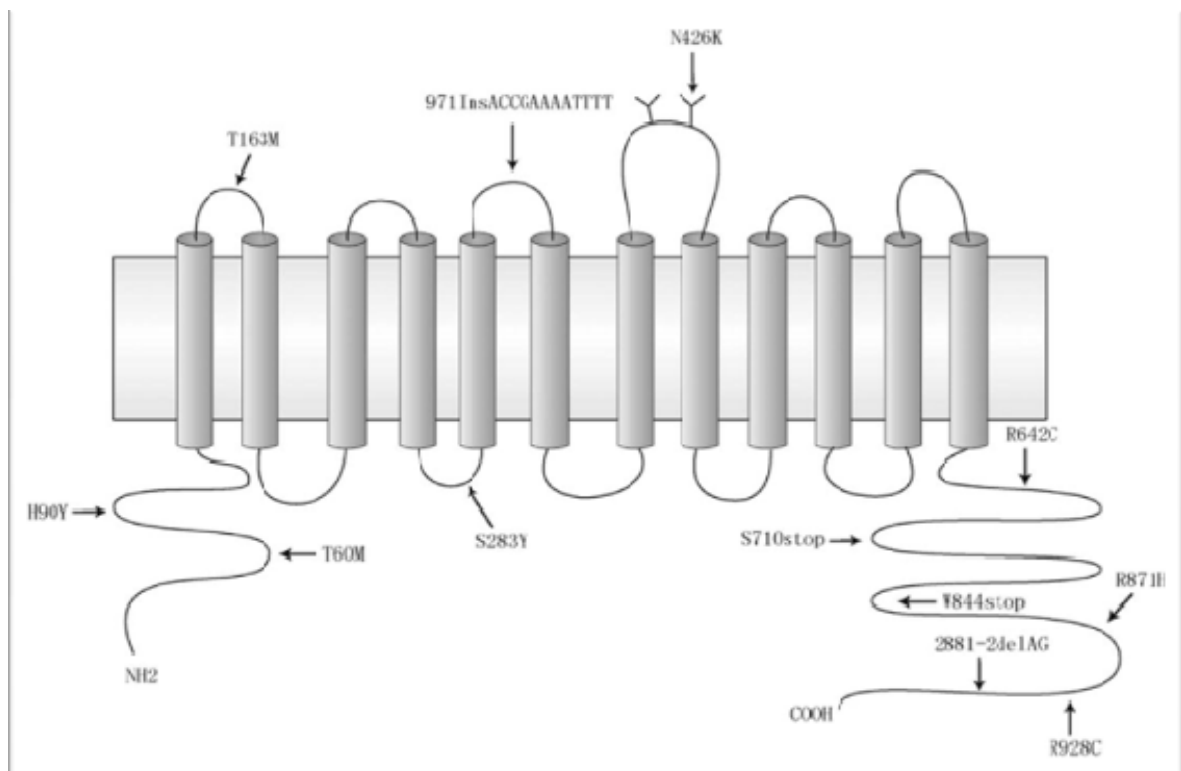 N426K
971InsACCGAAAATTTT
T163M
R642C
H90Y
S283Y
S710stop
T60M
R871H
W844stop
2881-2delAG
NH2
COOH
R928C